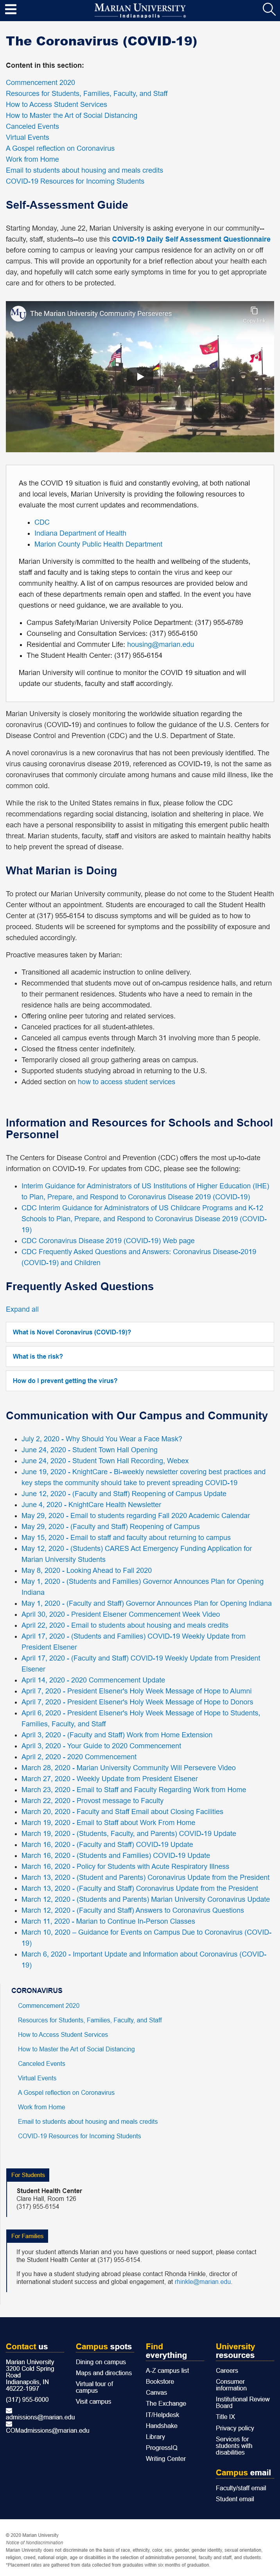 MARIAN UNIVERSITY
Indianapolis
The Coronavirus (COVID-19)
Content in this section:
Commencement 2020
Resources for Students, Families, Faculty, and Staff
How to Access Student Services
How to Master the Art of Social Distancing
Canceled Events
Virtual Events
A Gospel reflection on Coronavirus
Work from Home
Email to students about housing and meals credits
COVID-19 Resources for Incoming Students
Self-Assessment Guide
Starting Monday, June 22, Marian University is asking everyone in our community–
faculty, staff, students–to use this COVID-19 Daily Self Assessment Questionnaire
before coming to campus or leaving your campus residence for an on-campus
activity. This will provide you an opportunity for a brief reflection about your health each
day, and hopefully will catch some early symptoms in time for you to get appropriate
care and for others to be protected.
MU The Marian University Community Perseveres
As the COVID 19 situation is fluid and constantly evolving, at both national
and local levels, Marian University is using the following as references to
evaluate the most current updates and recommendations.
CDC
Indiana Department of Health
Marion County Public Health Department
Marian University is committed to the health and wellbeing of the students,
staff and faculty and is taking steps to minimize the virus exposure within our
community. A list of campus resources is provided below, and while the
campus remains open, each of these departments remain staffed. In the even you have questions, we are here to help guide you.
Campus Safety/Marian University Police Department: (317) 955-6789
Counseling and Consultation Services: (317) 955-6150
Residential and Commuter Life: housing@marian.edu
The Student Health Center: (317) 955-6154
Marian University will continue to monitor the COVID 19 situation and will
update our students, faculty and staff accordingly.
Marian University is closely monitoring the worldwide situation regarding the
coronavirus (COVID-19) and continues to follow the guidance of the U.S. Centers for
Disease Control and Prevention (CDC) and the U.S. Department of State.
A novel coronavirus is a new coronavirus that has not been previously identified. The
virus causing coronavirus disease 2019, referenced as COVID-19, is not the same as
coronaviruses that commonly circulate among humans and cause mild illness, like the
common cold.
While the risk to the United States remains in flux, please follow the CDC
recommendations regarding social distancing, isolation and sheltering in place. We all
have a personal responsibility to assist in mitigating this emergent threat.
Marian students, faculty, staff and visitors are asked to maintain healthy habits
to help prevent the spread of disease.
What Marian is Doing
To protect our Marian University community, please do not come to the Student Health
Center without an appointment. Students are encouraged to call the Student Health
Center at (317) 955-6154 to discuss symptoms and will be guided as to how to
proceed. This helps minimize the exposure of others and controls the outcome by
scheduling accordingly.
Proactive measures taken by Marian:
Transitioned all academic instruction to online delivery.
Recommended that students move out of on-campus residence halls, and return
to their permanent residences. Students who have a need to remain in the
residence halls are being accommodated.
Offering online peer tutoring and related services.
Canceled practices for all student-athletes.
Canceled all campus events through March 31 involving more than 5 people.
Closed the fitness center indefinitely.
Temporarily closed all group gathering areas on campus.
Supported students studying abroad in returning to the U.S.
Added section on how to access student services
Information and Resources for Schools and School
Personnel
The Centers for Disease Control and Prevention (CDC) offers the most up-to-date
information on COVID-19. For updates from CDC, please see the following:
Interim Guidance for Administrators of US Institutions of Higher Education (IHE)
to Plan, Prepare, and Respond to Coronavirus Disease 2019 (COVID-19)
CDC Interim Guidance for Administrators of US Childcare Programs and K-12
Schools to Plan, Prepare, and Respond to Coronavirus Disease 2019 (COVID-
19)
CDC Coronavirus Disease 2019 (COVID-19) Web page
CDC Frequently Asked Questions and Answers: Coronavirus Disease-2019
(COVID-19) and Children
Frequently Asked Questions
Expand all
What is Novel Coronavirus (COVID-19)?
What is the risk?
How do I prevent getting the virus?
Communication with Our Campus and Community
July 2, 2020 - Why Should You Wear a Face Mask?
June 24, 2020 - Student Town Hall Opening
June 24, 2020 - Student Town Hall Recording, Webex
June 19, 2020 - KnightCare - Bi-weekly newsletter covering best practices and
key steps the community should take to prevent spreading COVID-19
June 12, 2020 - (Faculty and Staff) Reopening of Campus Update
June 4, 2020 - KnightCare Health Newsletter
May 29, 2020 - Email to students regarding Fall 2020 Academic Calendar
May 29, 2020 - (Faculty and Staff) Reopening of Campus
May 15, 2020 - Email to staff and faculty about returning to campus
May 12, 2020 - (Students) CARES Act Emergency Funding Application for
Marian University Students
May 8, 2020 - Looking Ahead to Fall 2020
May 1, 2020 - (Students and Families) Governor Announces Plan for Opening
Indiana
May 1, 2020 - (Faculty and Staff) Governor Announces Plan for Opening Indiana
April 30, 2020 - President Elsener Commencement Week Video
April 22, 2020 - Email to students about housing and meals credits
April 17, 2020 - (Students and Families) COVID-19 Weekly Update from
President Elsener
April 17, 2020 - (Faculty and Staff) COVID-19 Weekly Update from President
Elsener
April 14, 2020 - 2020 Commencement Update
April 7, 2020 - President Elsener's Holy Week Message of Hope to Alumni
April 7, 2020 - President Elsener's Holy Week Message of Hope to Donors
April 6, 2020 - President Elsener's Holy Week Message of Hope to Students,
Families, Faculty, and Staff
April 3, 2020 - (Faculty and Staff) Work from Home Extension
April 3, 2020 - Your Guide to 2020 Commencement
April 2, 2020 - 2020 Commencement
March 28, 2020 - Marian University Community Will Persevere Video
March 27, 2020 - Weekly Update from President Elsener
March 23, 2020 - Email to Staff and Faculty Regarding Work from Home
March 22, 2020 - Provost message to Faculty
March 20, 2020 - Faculty and Staff Email about Closing Facilities
March 19, 2020 - Email to Staff about Work From Home
March 19, 2020 - (Students, Faculty, and Parents) COVID-19 Update
March 16, 2020 - (Faculty and Staff) COVID-19 Update
March 16, 2020 - (Students and Families) COVID-19 Update
March 16, 2020 - Policy for Students with Acute Respiratory Illness
March 13, 2020 - (Student and Parents) Coronavirus Update from the President
March 13, 2020 - (Faculty and Staff) Coronavirus Update from the President
March 12, 2020 - (Students and Parents) Marian University Coronavirus Update
March 12, 2020 - (Faculty and Staff) Answers to Coronavirus Questions
March 11, 2020 - Marian to Continue In-Person Classes
March 10, 2020 – Guidance for Events on Campus Due to Coronavirus (COVID-
19)
March 6, 2020 - Important Update and Information about Coronavirus (COVID-
19)
CORONAVIRUS
Commencement 2020
Resources for Students, Families, Faculty, and Staff
How to Access Student Services
How to Master the Art of Social Distancing
Canceled Events
Virtual Events
A Gospel reflection on Coronavirus
Work from Home
Email to students about housing and meals credits
COVID-19 Resources for Incoming Students
For Students
Student Health Center
Clare Hall, Room 126
(317) 955-6154
For Families
If your student attends Marian and you have questions or need support, please contact
the Student Health Center at (317) 955-6154.
If you have a student studying abroad please contact Rhonda Hinkle, director of
international student success and global engagement, at rhinkle@marian.edu.
Contact us
Marian University
3200 Cold Spring
Road
Indianapolis, IN
46222-1997
(317) 955-6000
admissions@marian.edu
COMadmissions@marian.edu
Campus spots
Dining on campus
Maps and directions
Virtual tour of
campus
Visit campus
Find
everything
A-Z campus list
Bookstore
Canvas
The Exchange
IT/Helpdesk
Handshake
Library
ProgressIQ
Writing Center
University
resources
Careers
Consumer
information
Institutional Review
Board
Title IX
Privacy policy
Services for
students with
disabilities
Campus email
Faculty/staff email
Student email
© 2020 Marian University
Notice of Nondiscrimination
Marian University does not discriminate on the basis of race, ethnicity, color, sex, gender, gender identity, sexual orientation,
religion, creed, national origin, age or disabilities in the selection of administrative personnel, faculty and staff, and students.
*Placement rates are gathered from data collected from graduates within six months of graduation.